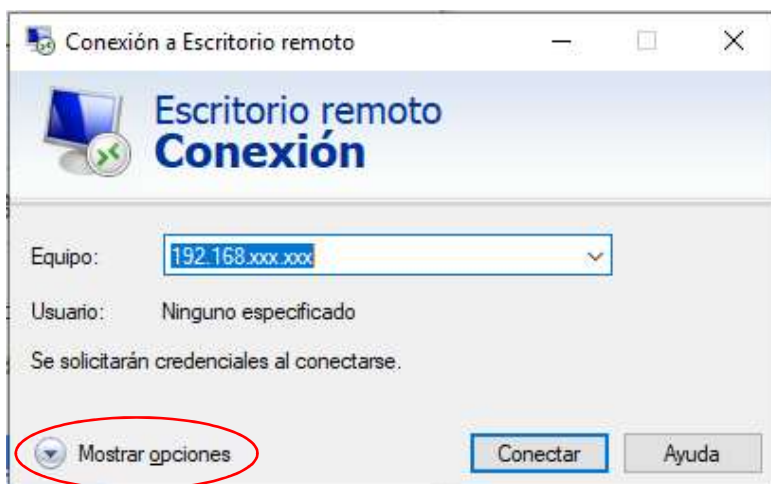 Conexión a Escritorio remoto
Escritorio remoto
Conexión
Equipo: 192.168.xxx.xxx
Usuario: Ninguno especificado
Se solicitarán credenciales al conectarse.
Mostrar opciones Conectar Ayuda